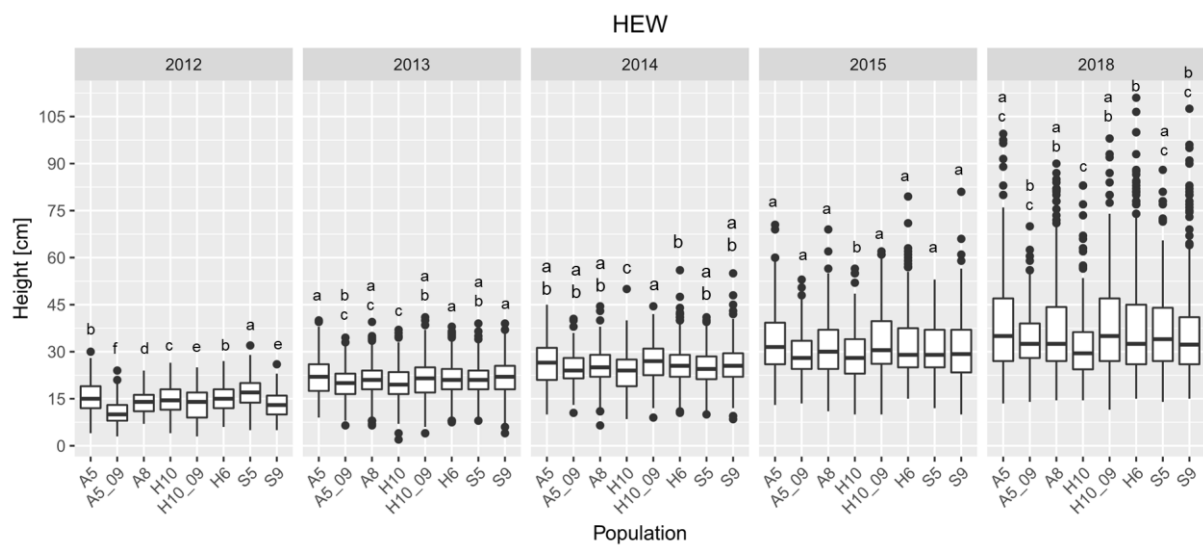 HEW
2012 2013 2014 2015 2018
Height [cm]
105
90
75
60
45
30
15
0
b f d c e b a e
a b c a c c a b a a b a
a b a b a b c a b a b a b
a a a b a a a a
a c b c a b c a b b a c b c
A5 A5_09 A8 H10 H10_09 H6 S5 S9
A5 A5_09 A8 H10 H10_09 H6 S5 S9
A5 A5_09 A8 H10 H10_09 H6 S5 S9
A5 A5_09 A8 H10 H10_09 H6 S5 S9
A5 A5_09 A8 H10 H10_09 H6 S5 S9
Population